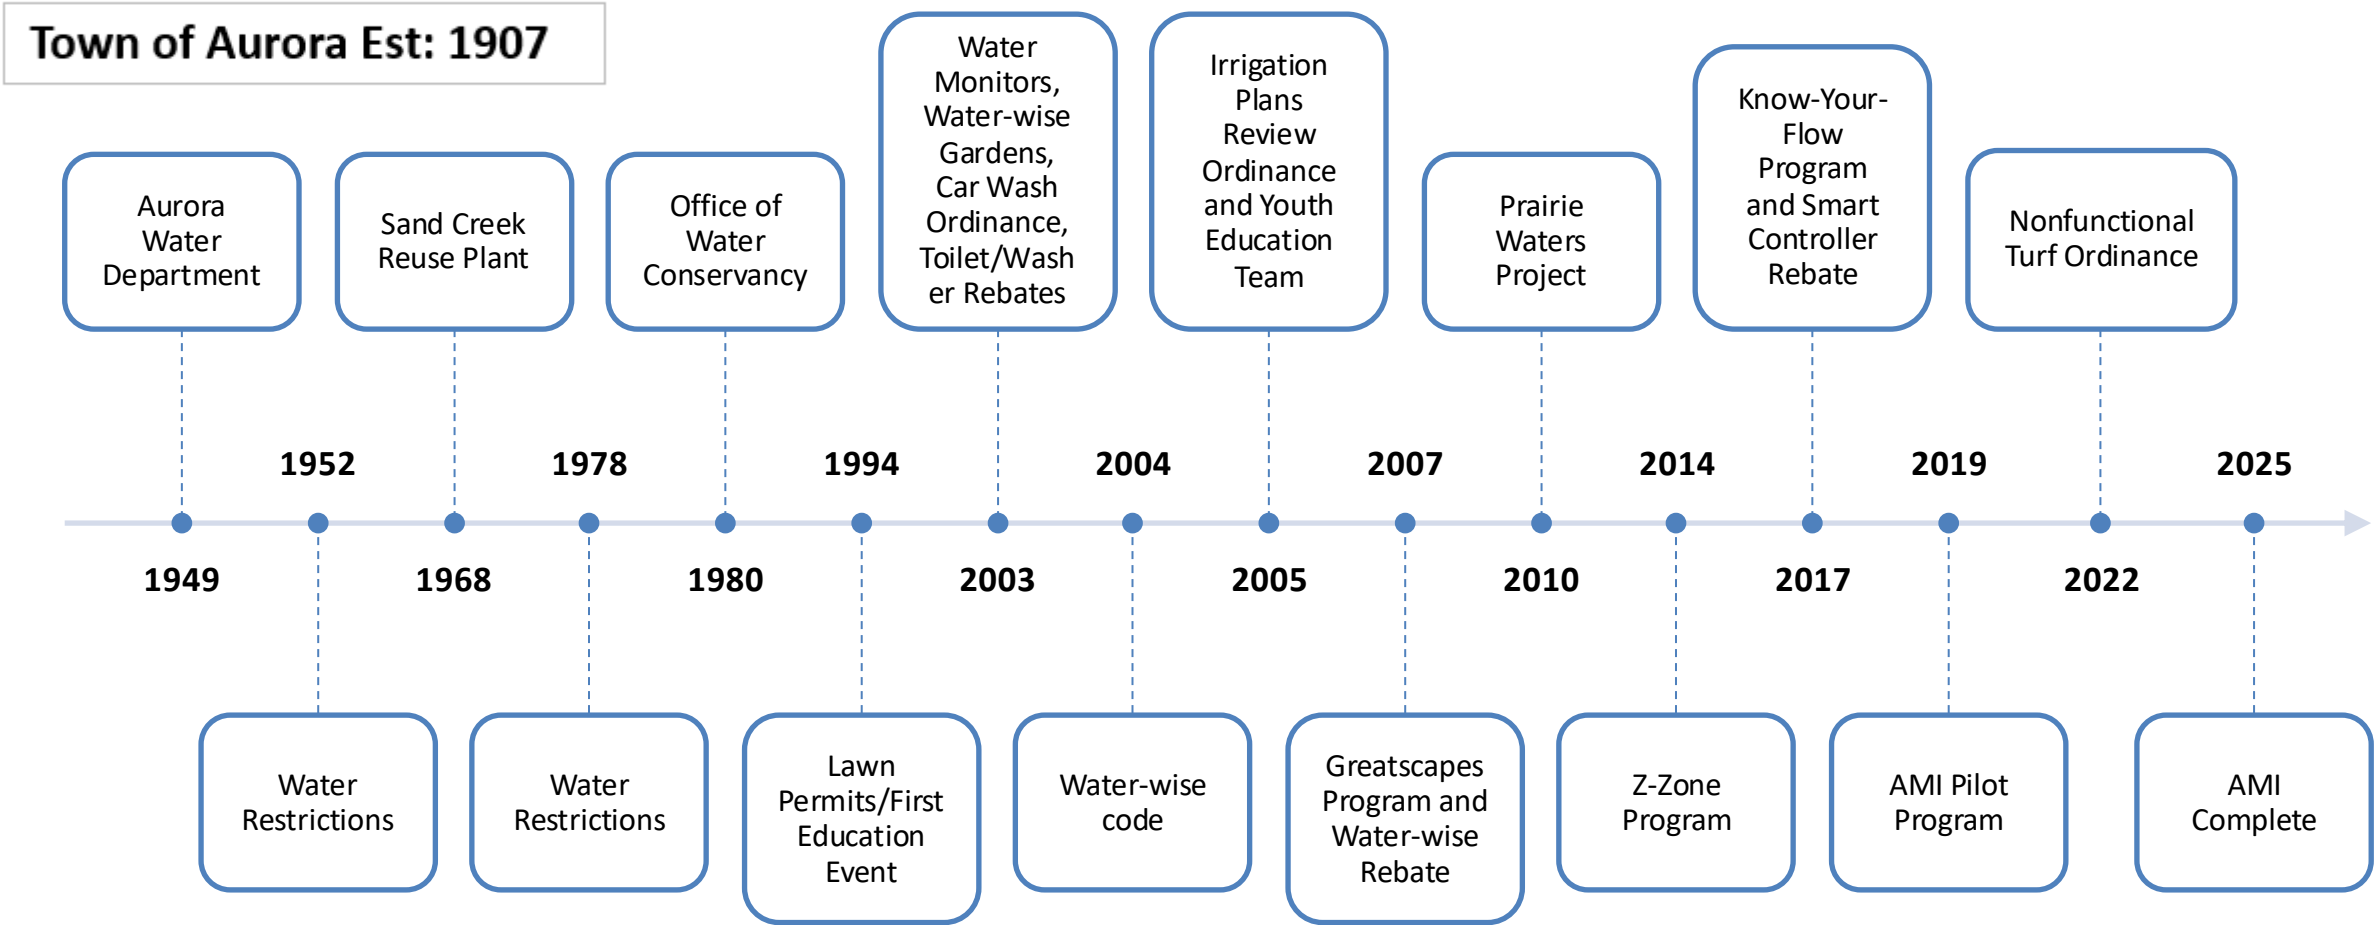 Town of Aurora Est: 1907
Aurora
Water
Department
Sand Creek
Reuse Plant
Office of
Water
Conservancy
Water
Monitors,
Water-wise
Gardens,
Car Wash
Ordinance,
Toilet/Wash
er Rebates
Irrigation
Plans
Review
Ordinance
and Youth
Education
Team
Prairie
Waters
Project
Know-Your-
Flow
Program
and Smart
Controller
Rebate
Nonfunctional
Turf Ordinance
1952
1978
1994
2004
2007
2014
2019
2025
1949
1968
1980
2003
2005
2010
2017
2022
Water
Restrictions
Water
Restrictions
Lawn
Permits/First
Education
Event
Water-wise
code
Greatscapes
Program and
Water-wise
Rebate
Z-Zone
Program
AMI Pilot
Program
AMI
Complete